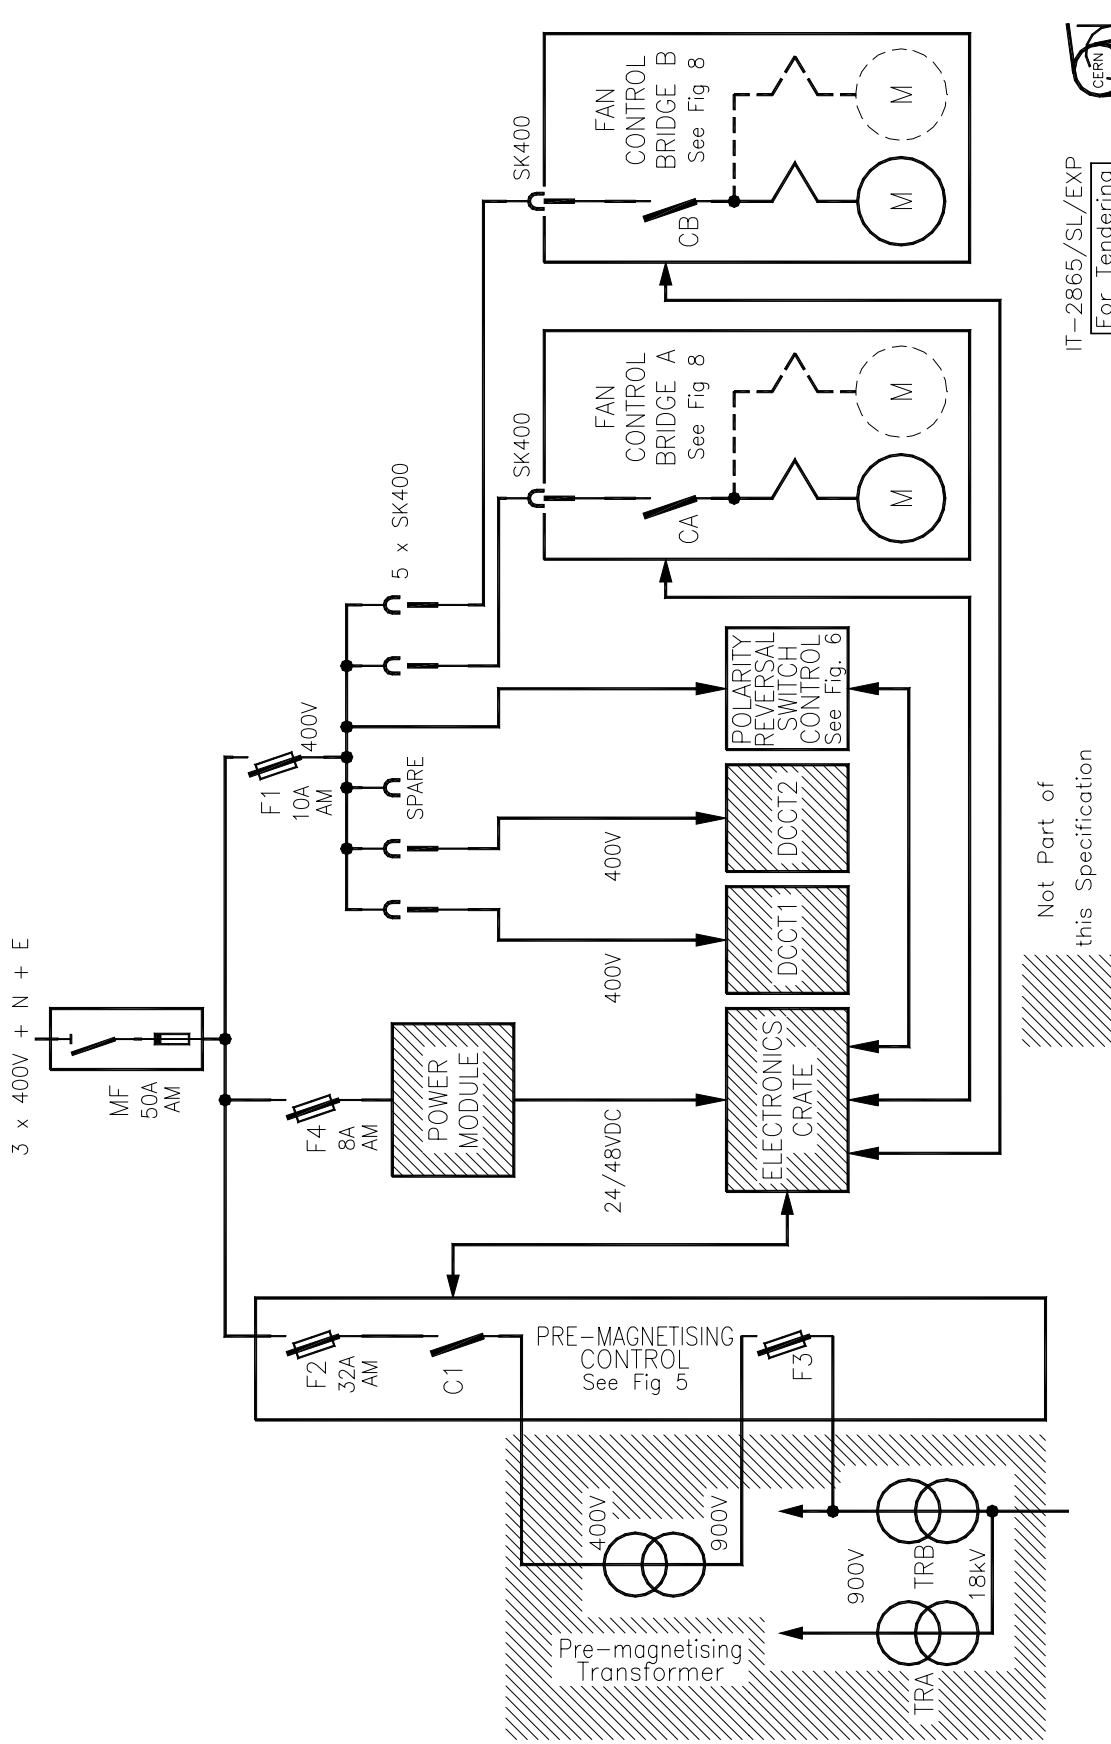 3 x 400V + N + E
MF
50A
AM
F2
32A
AM
C1
PRE-MAGNETISING
CONTROL
See Fig 5
F3
F4
8A
AM
POWER
MODULE
24/48VDC
ELECTRONICS
CRATE
F1
10A
AM
400V
SPARE
5 x SK400
400V
400V
DCCT1
DCCT2
POLARITY
REVERSAL
SWITCH
CONTROL
See Fig. 6
SK400
FAN
CONTROL
BRIDGE A
See Fig 8
CA
M
M
SK400
FAN
CONTROL
BRIDGE B
See Fig 8
CB
M
M
400V
900V
Pre-magnetising
Transformer
900V
TRA
TRB
18kV
Not Part of
this Specification
IT-2865/SL/EXP
For Tendering
CERN